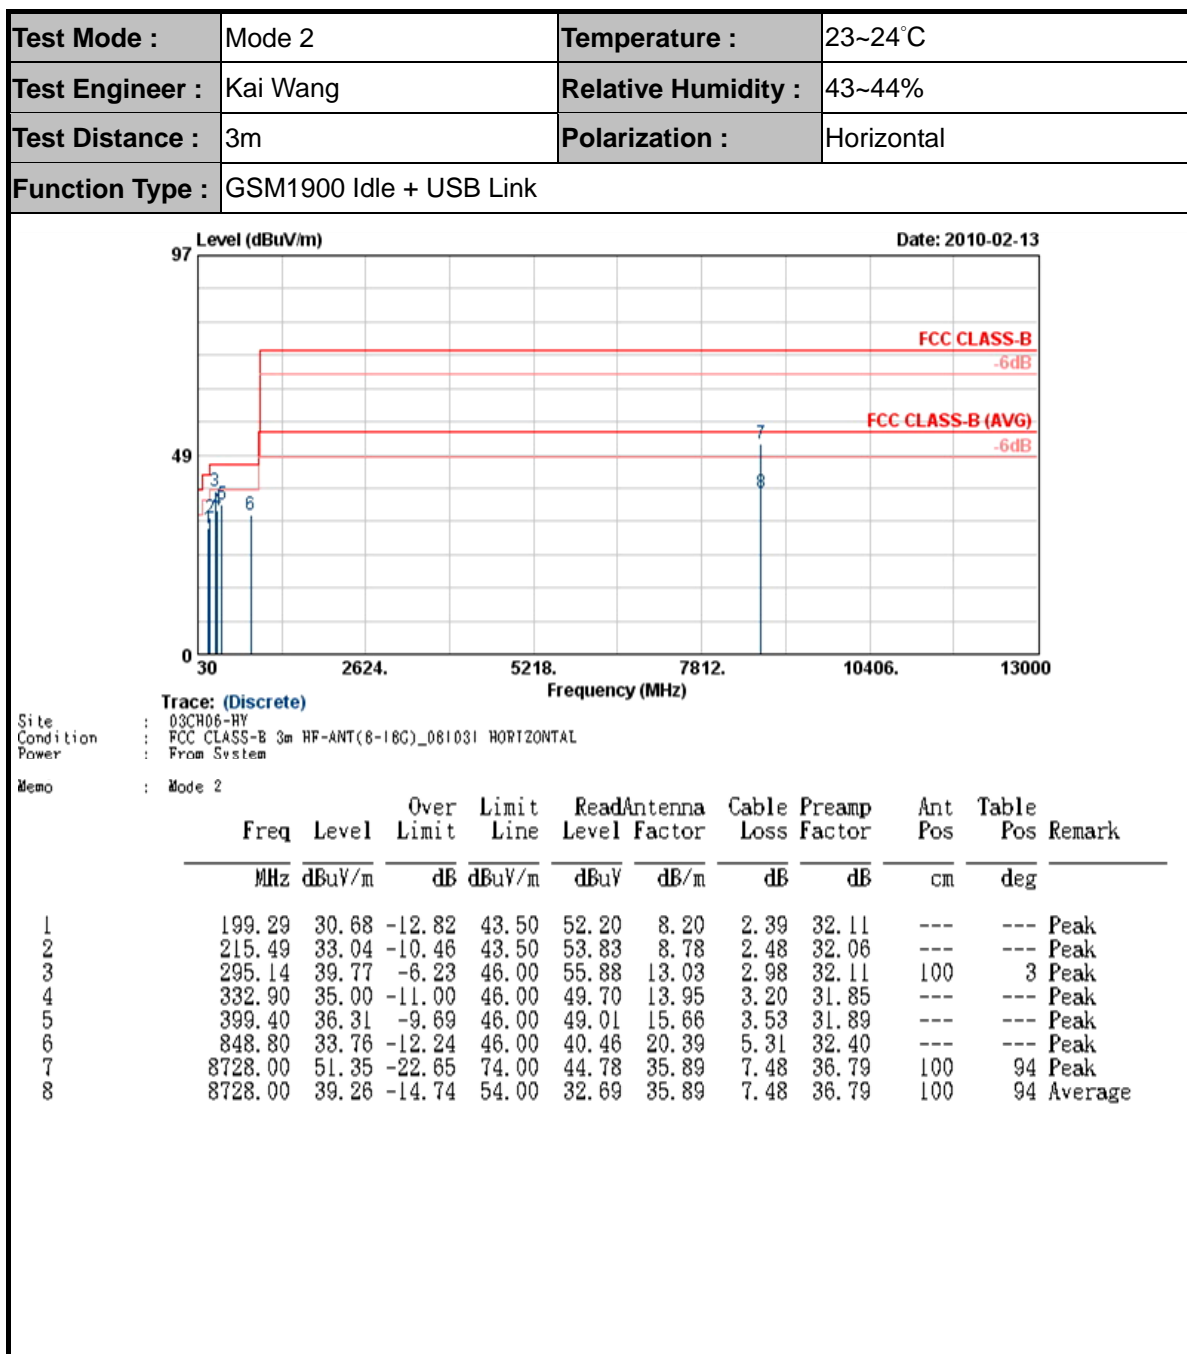 Test Mode : Mode 2 Temperature : 23~24°C
Test Engineer : Kai Wang Relative Humidity : 43~44%
Test Distance : 3m Polarization : Horizontal
Function Type : GSM1900 Idle + USB Link
Level (dBuV/m) Date: 2010-02-13
97
FCC CLASS-B
-6dB
FCC CLASS-B (AVG)
7
-6dB
49
3 8
5
2 6
0
30 2624. 5218. 7812. 10406. 13000
Frequency (MHz)
Trace: (Discrete)
Site : 03CH06-HY
Condition : FCC CLASS-B 3m HF-ANT(6-18G)_081031 HORIZONTAL
Power : From System
Memo : Mode 2
Over Limit ReadAntenna Cable Preamp Ant Table
Freq Level Limit Line Level Factor Loss Factor Pos Pos Remark
MHz dBuV/m dB dBuV/m dBuV dB/m dB dB cm deg
1 199.29 30.68 -12.82 43.50 52.20 8.20 2.39 32.11 --- --- Peak
2 215.49 33.04 -10.46 43.50 53.83 8.78 2.48 32.06 --- --- Peak
3 295.14 39.77 -6.23 46.00 55.88 13.03 2.98 32.11 100 3 Peak
4 332.90 35.00 -11.00 46.00 49.70 13.95 3.20 31.85 --- --- Peak
5 399.40 36.31 -9.69 46.00 49.01 15.66 3.53 31.89 --- --- Peak
6 848.80 33.76 -12.24 46.00 40.46 20.39 5.31 32.40 --- --- Peak
7 8728.00 51.35 -22.65 74.00 44.78 35.89 7.48 36.79 100 94 Peak
8 8728.00 39.26 -14.74 54.00 32.69 35.89 7.48 36.79 100 94 Average